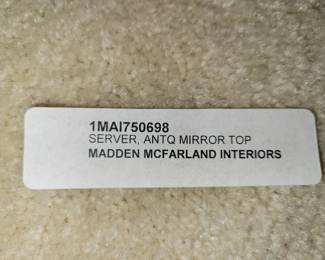 1MAI750698
SERVER, ANTQ MIRROR TOP
MADDEN MCFARLAND INTERIORS